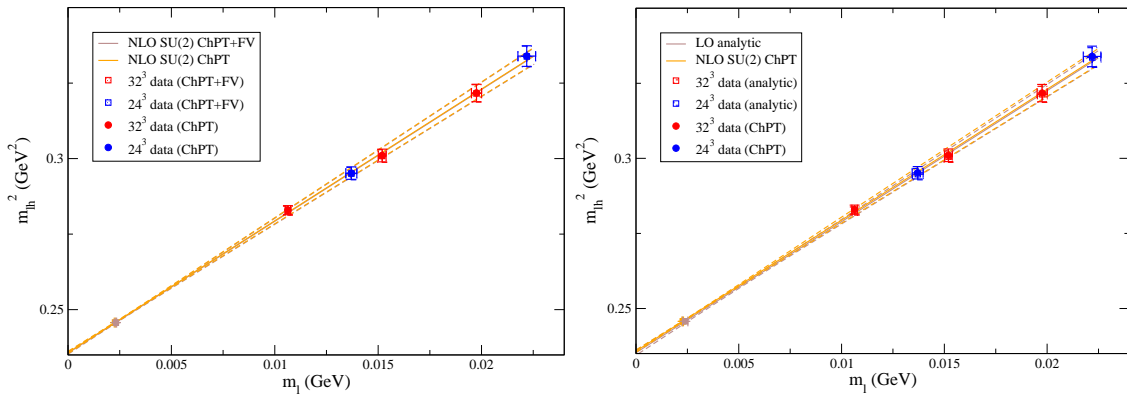 NLO SU(2) ChPT+FV
NLO SU(2) ChPT
32³ data (ChPT+FV)
24³ data (ChPT+FV)
32³ data (ChPT)
24³ data (ChPT)
0.3
0.25
m_lh² (GeV²)
0 0.005 0.01 0.015 0.02
m_l (GeV)
LO analytic
NLO SU(2) ChPT
32³ data (analytic)
24³ data (analytic)
32³ data (ChPT)
24³ data (ChPT)
0.3
0.25
m_lh² (GeV²)
0 0.005 0.01 0.015 0.02
m_l (GeV)